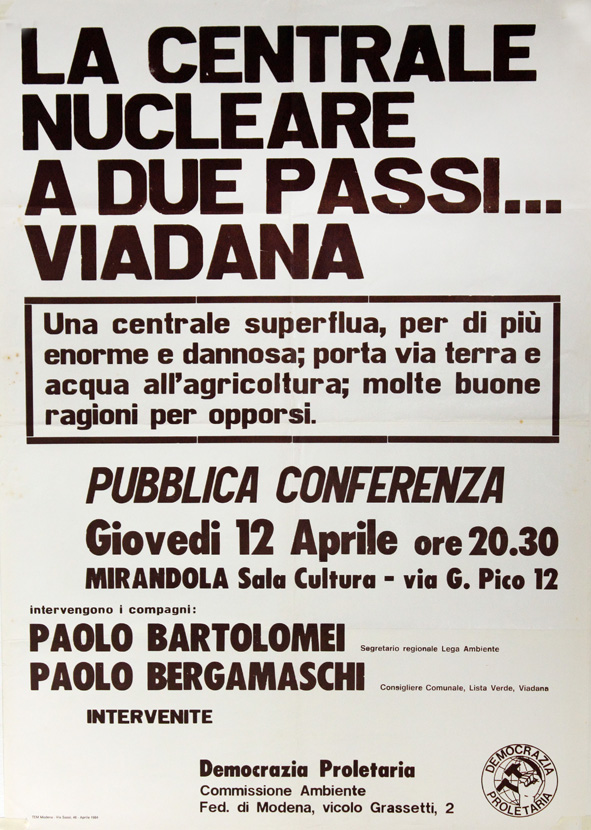 LA CENTRALE
NUCLEARE
A DUE PASSI...
VIADANA
Una centrale superflua, per di più
enorme e dannosa; porta via terra e
acqua all'agricoltura; molte buone
ragioni per opporsi.
PUBBLICA CONFERENZA
Giovedi 12 Aprile ore 20.30
MIRANDOLA Sala Cultura - via G. Pico 12
intervengono i compagni:
PAOLO BARTOLOMEI Segretario regionale Lega Ambiente
PAOLO BERGAMASCHI Consigliere Comunale, Lista Verde, Viadana
INTERVENITE
Democrazia Proletaria
Commissione Ambiente
Fed. di Modena, vicolo Grassetti, 2
DEMOCRAZIA
PROLETARIA